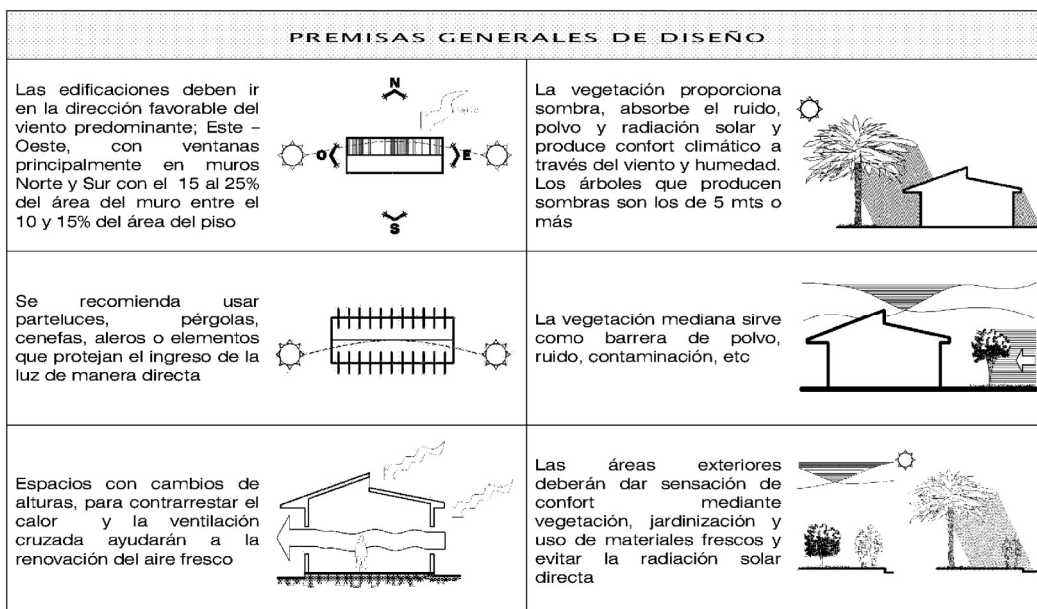 PREMISAS GENERALES DE DISEÑO
Las edificaciones deben ir
en la dirección favorable del
viento predominante; Este –
Oeste, con ventanas
principalmente en muros
Norte y Sur con el 15 al 25%
del área del muro entre el
10 y 15% del área del piso
N
O
E
S
La vegetación proporciona
sombra, absorbe el ruido,
polvo y radiación solar y
produce confort climático a
través del viento y humedad.
Los árboles que producen
sombras son los de 5 mts o
más
Se recomienda usar
parteluces, pérgolas,
cenefas, aleros o elementos
que protejan el ingreso de la
luz de manera directa
La vegetación mediana sirve
como barrera de polvo,
ruido, contaminación, etc
Espacios con cambios de
alturas, para contrarrestar el
calor y la ventilación
cruzada ayudarán a la
renovación del aire fresco
Las áreas exteriores
deberán dar sensación de
confort mediante
vegetación, jardinización y
uso de materiales frescos y
evitar la radiación solar
directa